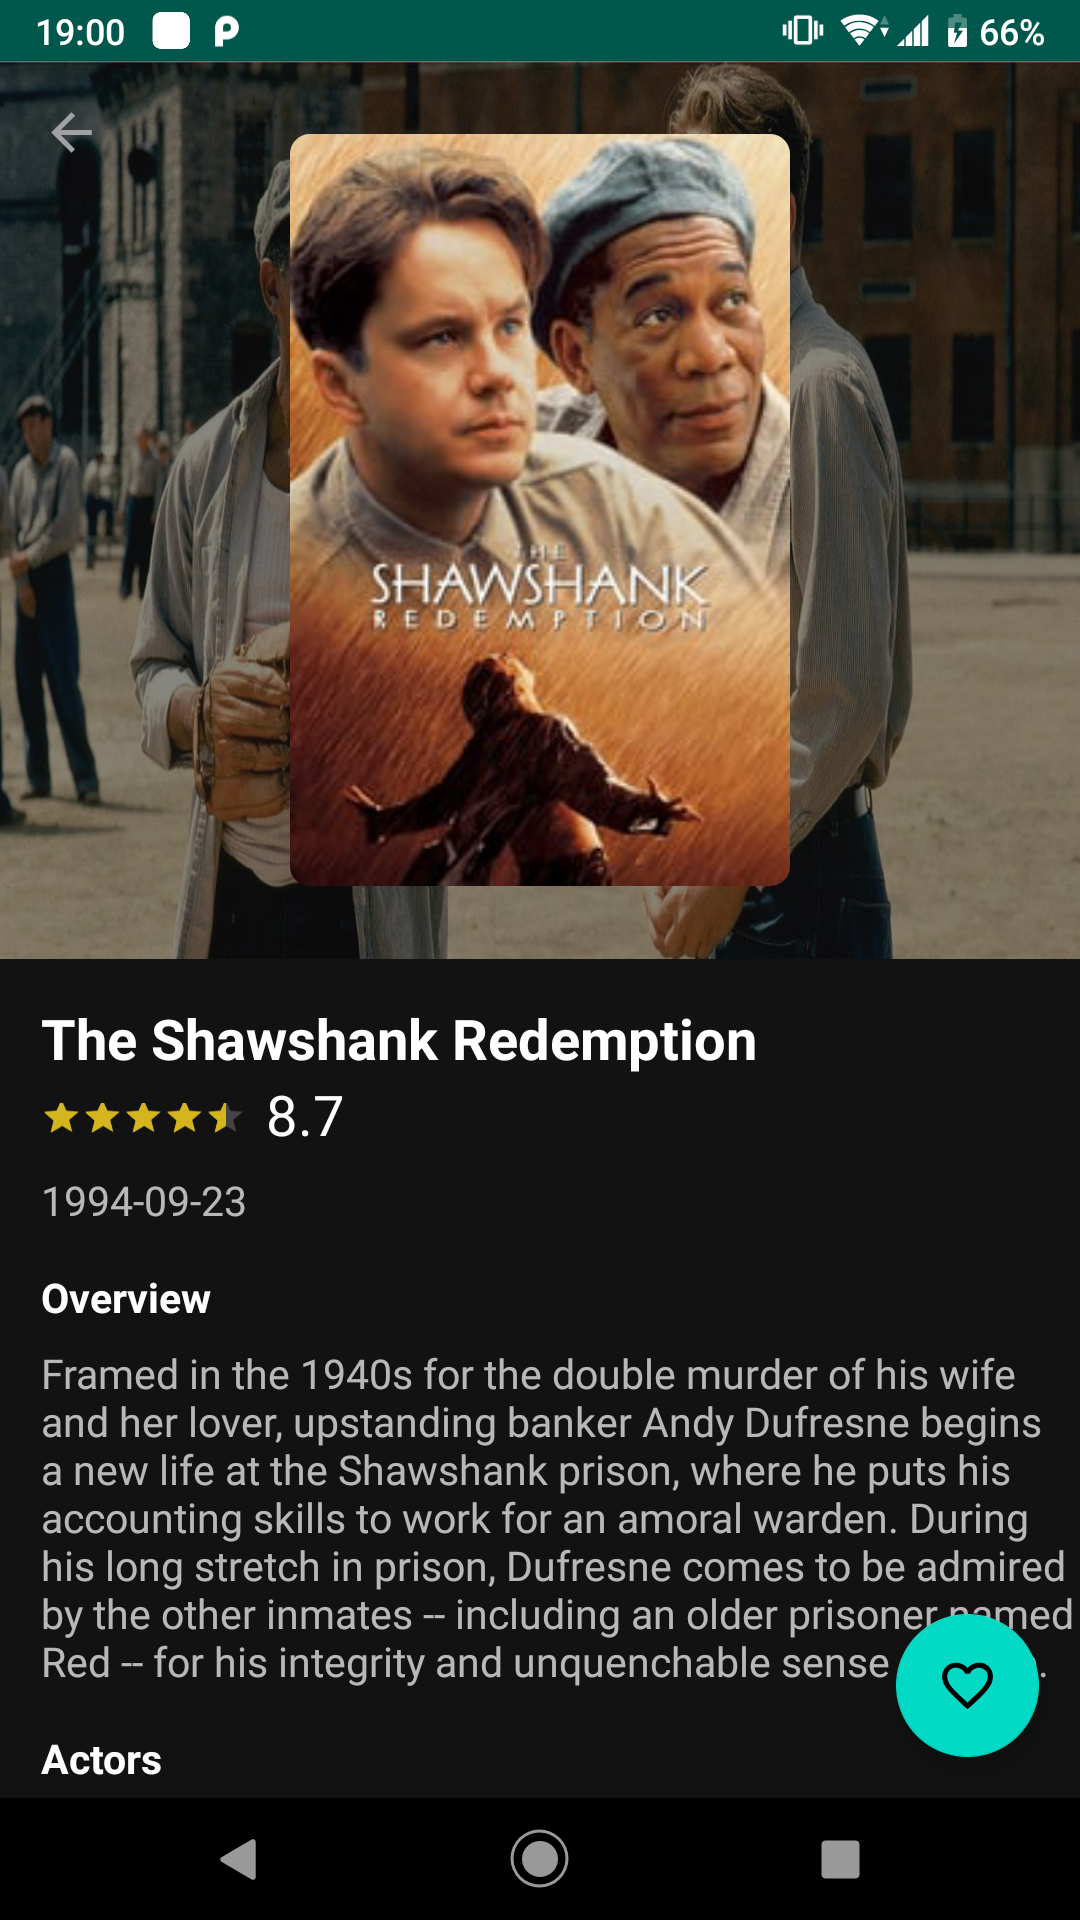 19:00 66%
THE
SHAWSHANK
REDEMPTION
The Shawshank Redemption
8.7
1994-09-23
Overview
Framed in the 1940s for the double murder of his wife
and her lover, upstanding banker Andy Dufresne begins
a new life at the Shawshank prison, where he puts his
accounting skills to work for an amoral warden. During
his long stretch in prison, Dufresne comes to be admired
by the other inmates -- including an older prisoner named
Red -- for his integrity and unquenchable sense .
Actors